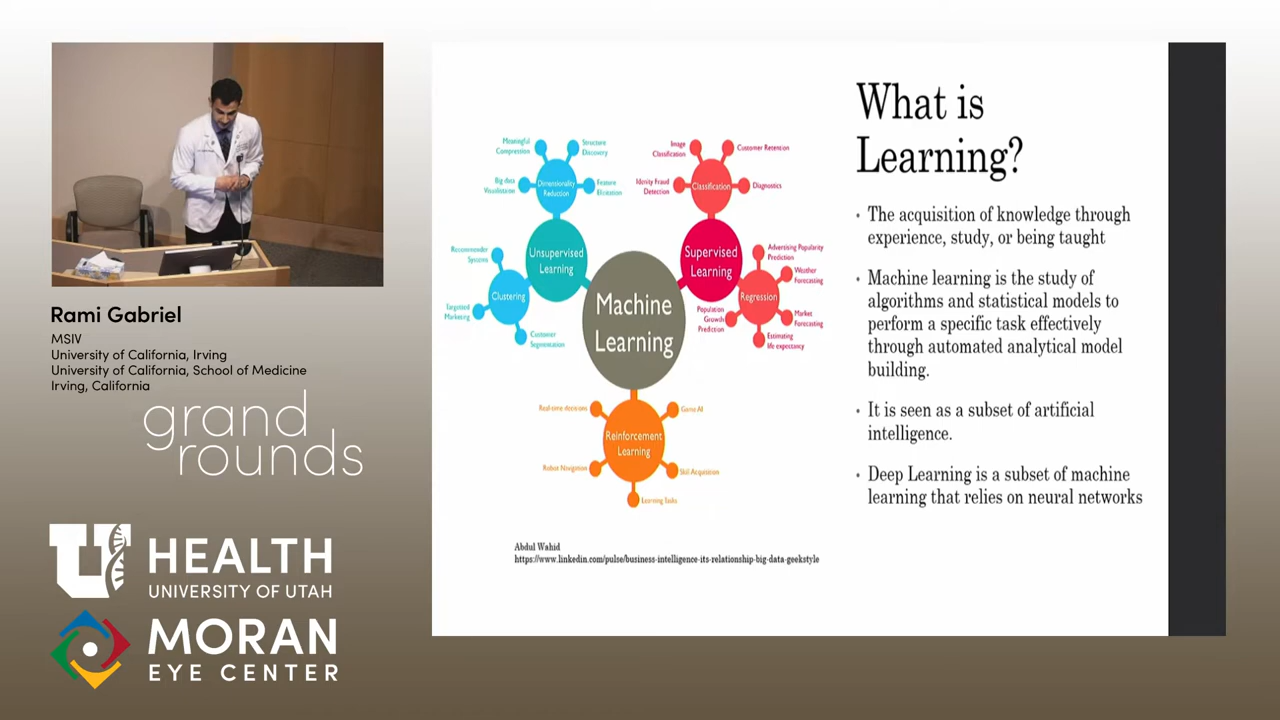 Rami Gabriel
MSIV
University of California, Irving
University of California, School of Medicine
Irving, California
grand
rounds
U
HEALTH
UNIVERSITY OF UTAH
MORAN
EYE CENTER
Meaningful
Compression
Structure
Discovery
Big data
Visualisation
Dimensionality
Reduction
Feature
Elicitation
Recommender
Systems
Unsupervised
Learning
Clustering
Targetted
Marketing
Customer
Segmentation
Machine
Learning
Image
Classification
Customer Retention
Idenity Fraud
Detection
Classification
Diagnostics
Supervised
Learning
Advertising Popularity
Prediction
Weather
Forecasting
Regression
Population
Growth
Prediction
Market
Forecasting
Estimating
life expectancy
Real-time decisions
Game AI
Reinforcement
Learning
Robot Navigation
Skill Acquisition
Learning Tasks
Abdul Wahid
https://www.linkedin.com/pulse/business-intelligence-its-relationship-big-data-geekstyle
What is
Learning?
• The acquisition of knowledge through
experience, study, or being taught
• Machine learning is the study of
algorithms and statistical models to
perform a specific task effectively
through automated analytical model
building.
• It is seen as a subset of artificial
intelligence.
• Deep Learning is a subset of machine
learning that relies on neural networks